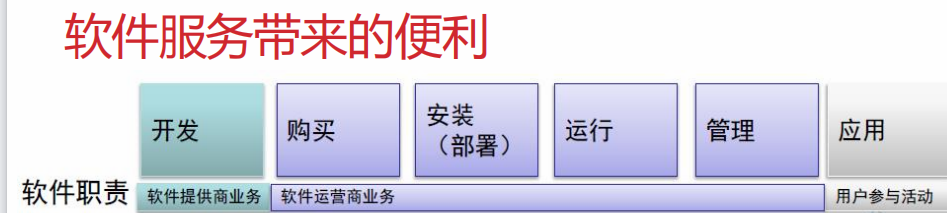 软件服务带来的便利
开发
购买
安装
（部署）
运行
管理
应用
软件职责
软件提供商业务
软件运营商业务
用户参与活动